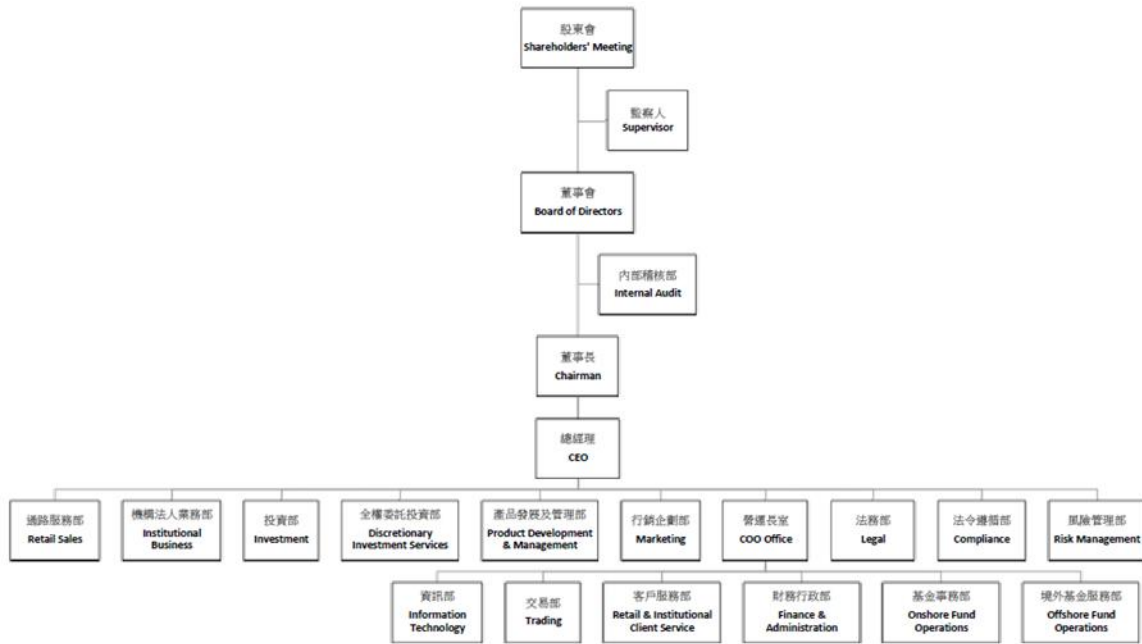 股東會
Shareholders' Meeting
監察人
Supervisor
董事會
Board of Directors
內部稽核部
Internal Audit
董事長
Chairman
總經理
CEO
通路服務部
Retail Sales
機構法人業務部
Institutional
Business
投資部
Investment
全權委託投資部
Discretionary
Investment Services
產品發展及管理部
Product Development
& Management
行銷企劃部
Marketing
營運長室
COO Office
法務部
Legal
法令遵循部
Compliance
風險管理部
Risk Management
資訊部
Information
Technology
交易部
Trading
客戶服務部
Retail & Institutional
Client Service
財務行政部
Finance &
Administration
基金事務部
Onshore Fund
Operations
境外基金服務部
Offshore Fund
Operations